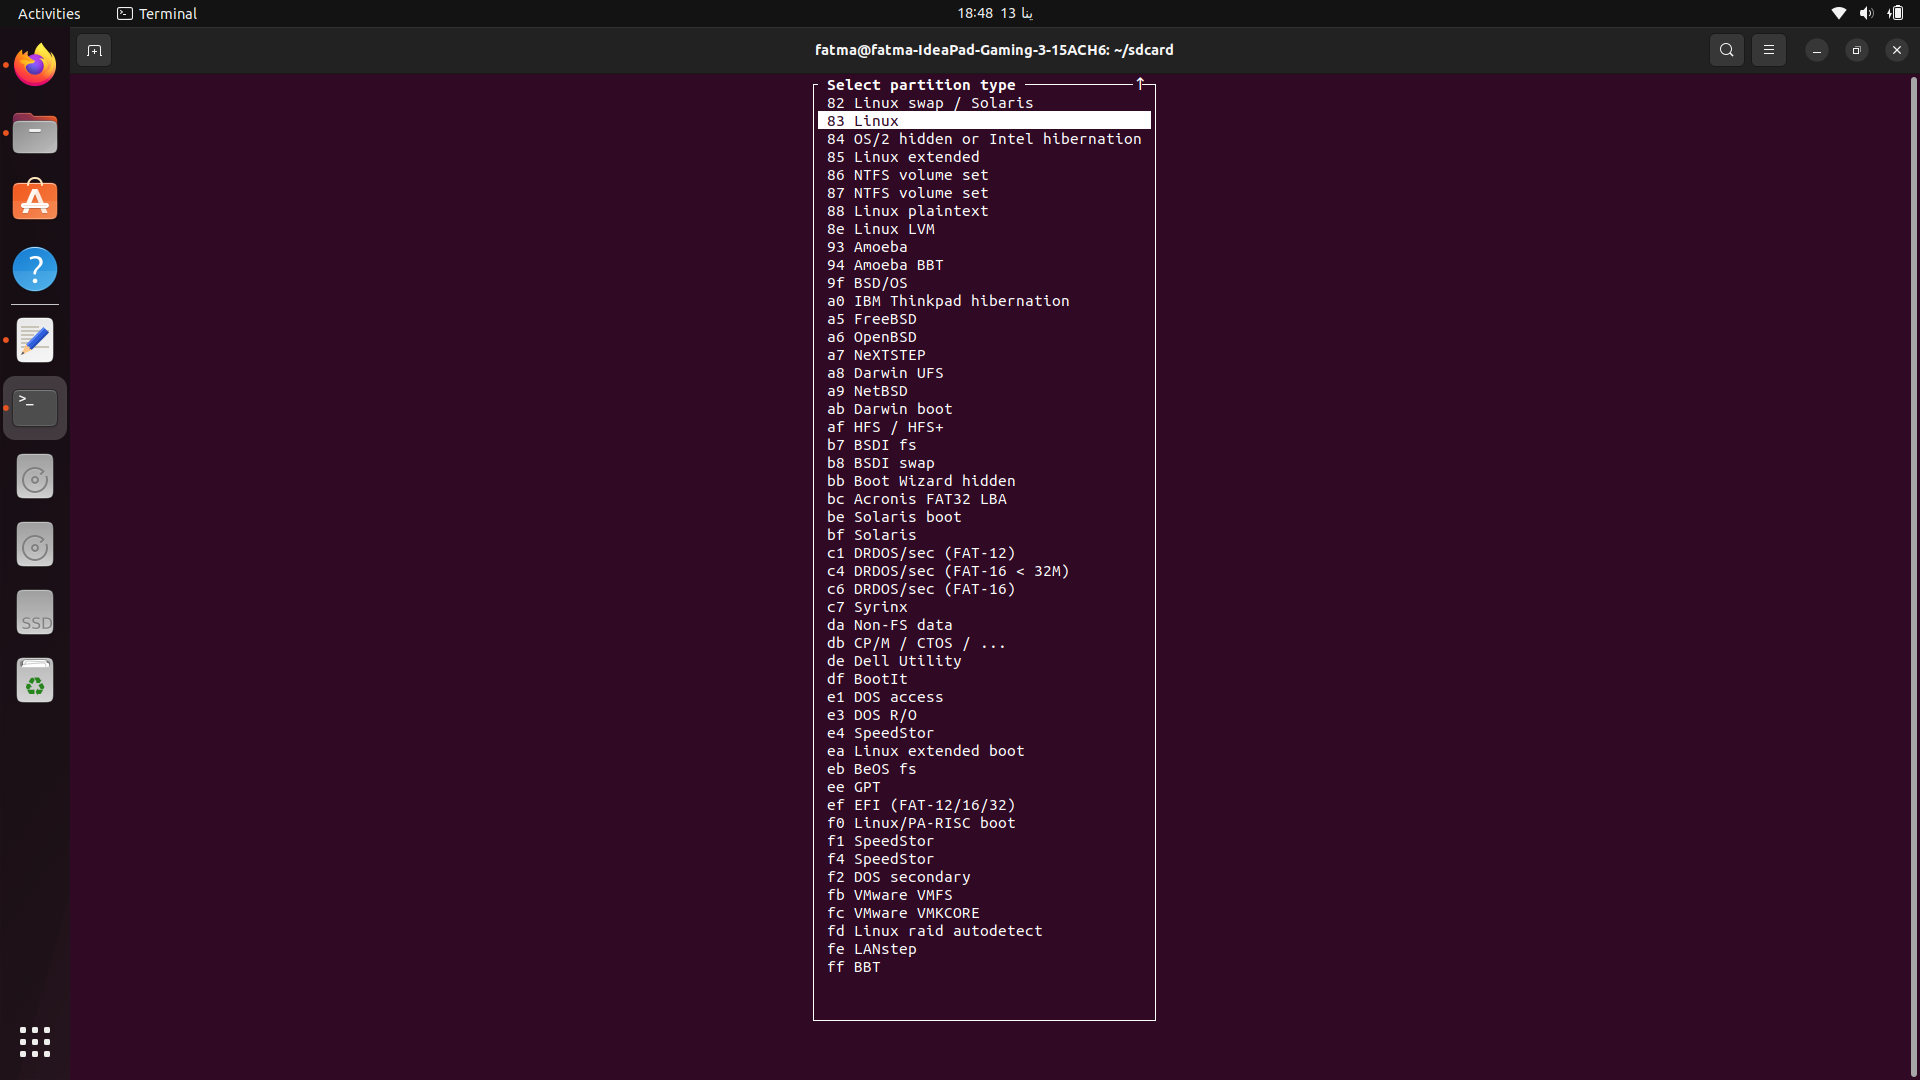 Activities
Terminal
18:48 13 ينا
fatma@fatma-IdeaPad-Gaming-3-15ACH6: ~/sdcard
Select partition type
82 Linux swap / Solaris
83 Linux
84 OS/2 hidden or Intel hibernation
85 Linux extended
86 NTFS volume set
87 NTFS volume set
88 Linux plaintext
8e Linux LVM
93 Amoeba
94 Amoeba BBT
9f BSD/OS
a0 IBM Thinkpad hibernation
a5 FreeBSD
a6 OpenBSD
a7 NeXTSTEP
a8 Darwin UFS
a9 NetBSD
ab Darwin boot
af HFS / HFS+
b7 BSDI fs
b8 BSDI swap
bb Boot Wizard hidden
bc Acronis FAT32 LBA
be Solaris boot
bf Solaris
c1 DRDOS/sec (FAT-12)
c4 DRDOS/sec (FAT-16 < 32M)
c6 DRDOS/sec (FAT-16)
c7 Syrinx
da Non-FS data
db CP/M / CTOS / ...
de Dell Utility
df BootIt
e1 DOS access
e3 DOS R/O
e4 SpeedStor
ea Linux extended boot
eb BeOS fs
ee GPT
ef EFI (FAT-12/16/32)
f0 Linux/PA-RISC boot
f1 SpeedStor
f4 SpeedStor
f2 DOS secondary
fb VMware VMFS
fc VMware VMKCORE
fd Linux raid autodetect
fe LANstep
ff BBT
SSD